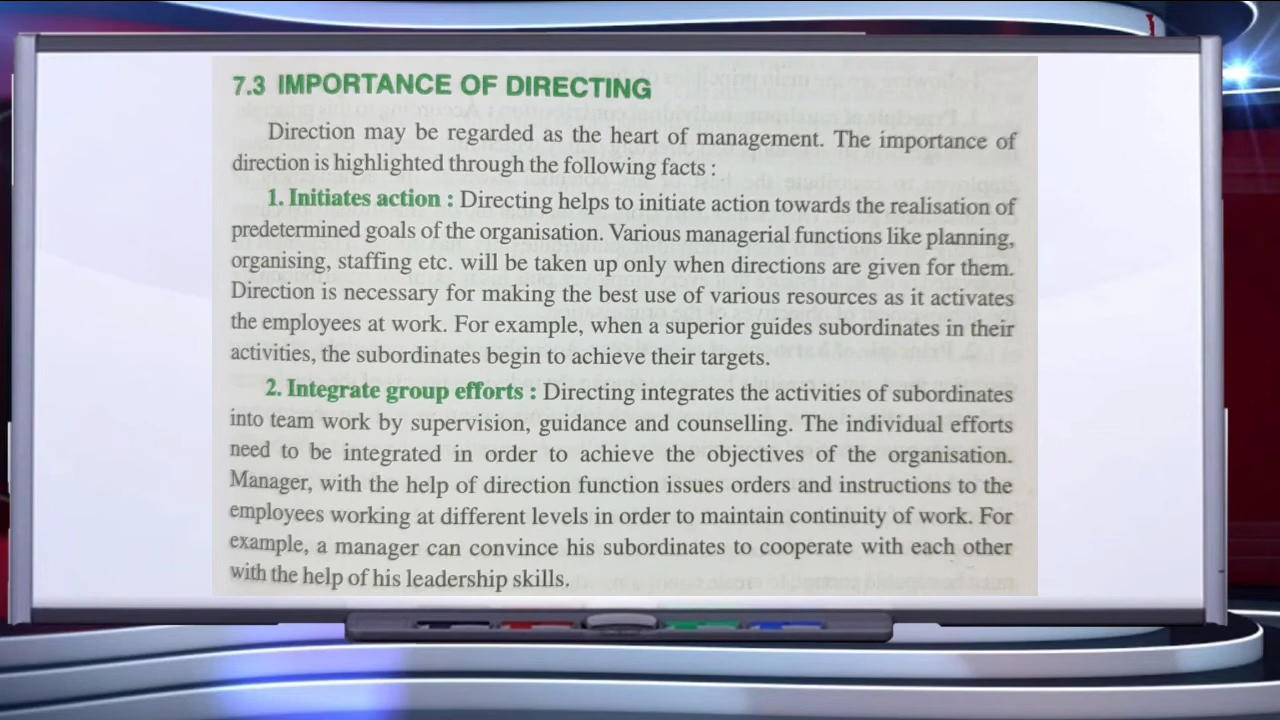 7.3 IMPORTANCE OF DIRECTING
Direction may be regarded as the heart of management. The importance of
direction is highlighted through the following facts :
1. Initiates action : Directing helps to initiate action towards the realisation of
predetermined goals of the organisation. Various managerial functions like planning,
organising, staffing etc. will be taken up only when directions are given for them.
Direction is necessary for making the best use of various resources as it activates
the employees at work. For example, when a superior guides subordinates in their
activities, the subordinates begin to achieve their targets.
2. Integrate group efforts : Directing integrates the activities of subordinates
into team work by supervision, guidance and counselling. The individual efforts
need to be integrated in order to achieve the objectives of the organisation.
Manager, with the help of direction function issues orders and instructions to the
employees working at different levels in order to maintain continuity of work. For
example, a manager can convince his subordinates to cooperate with each other
with the help of his leadership skills.